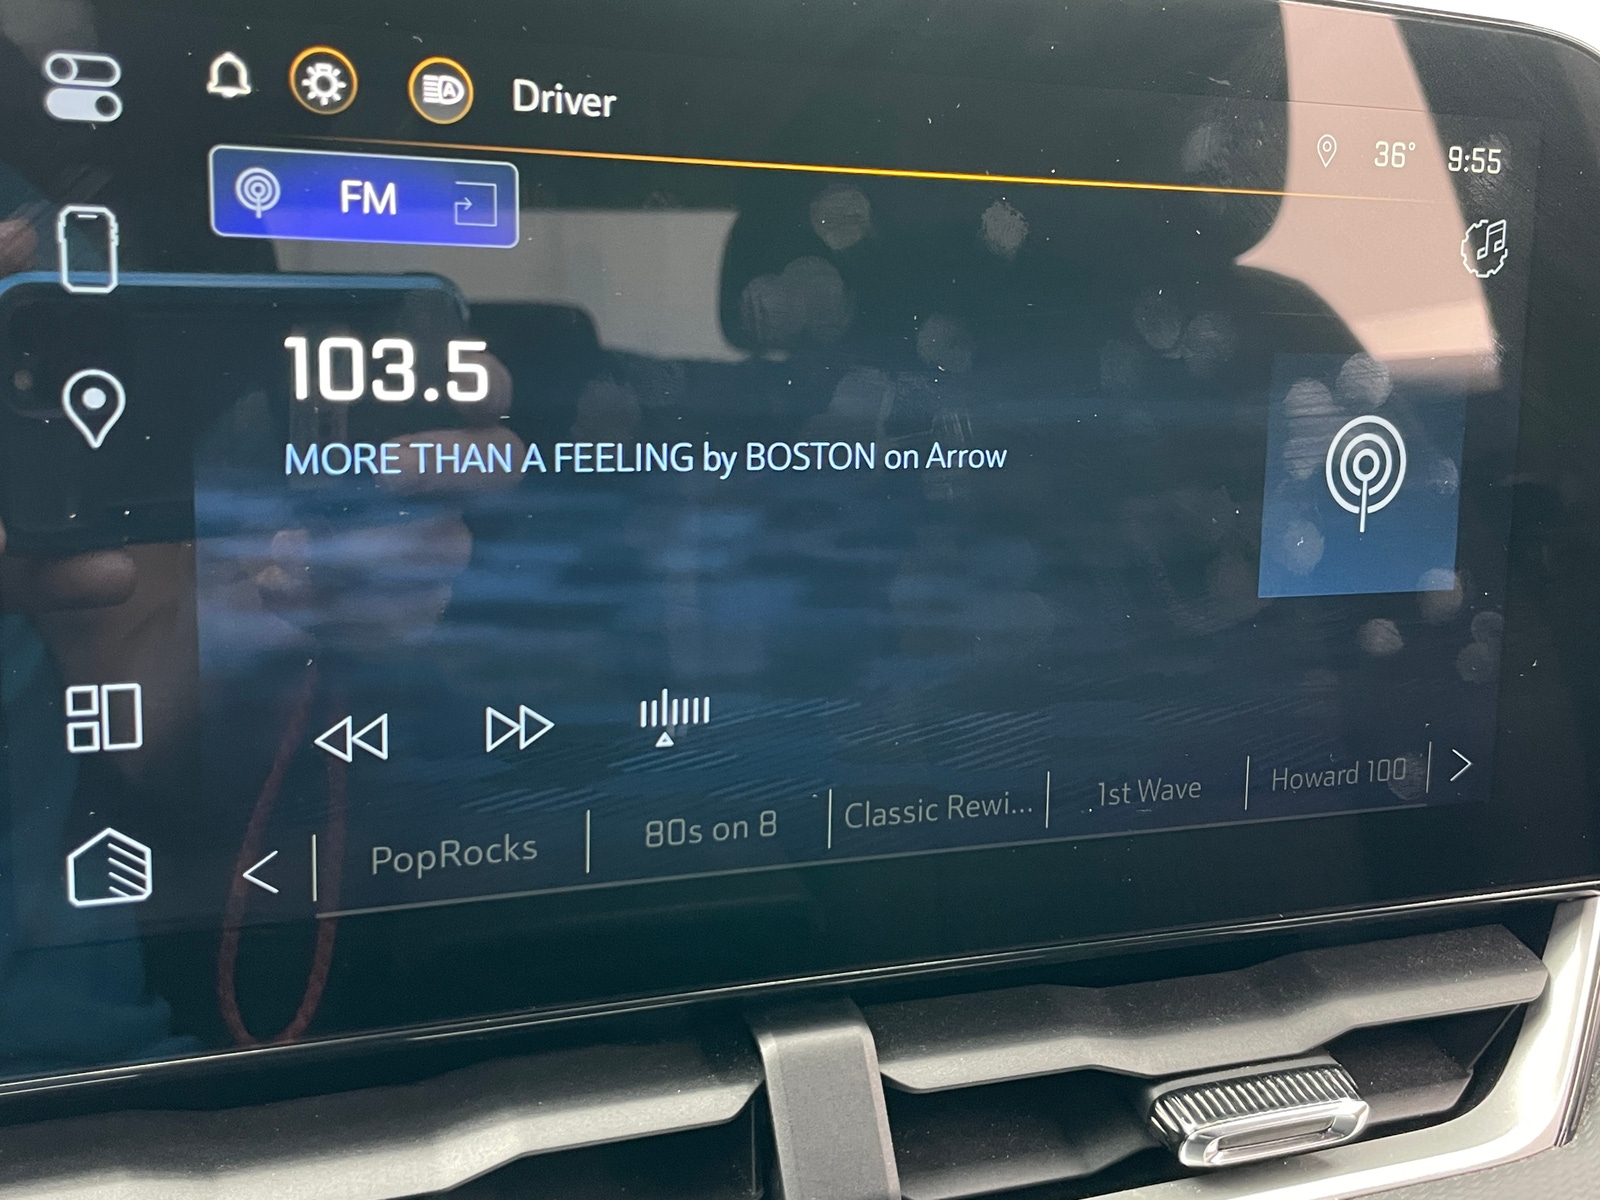 Driver
36° 9:55
FM
103.5
MORE THAN A FEELING by BOSTON on Arrow
PopRocks
80s on 8
Classic Rewi...
1st Wave
Howard 100